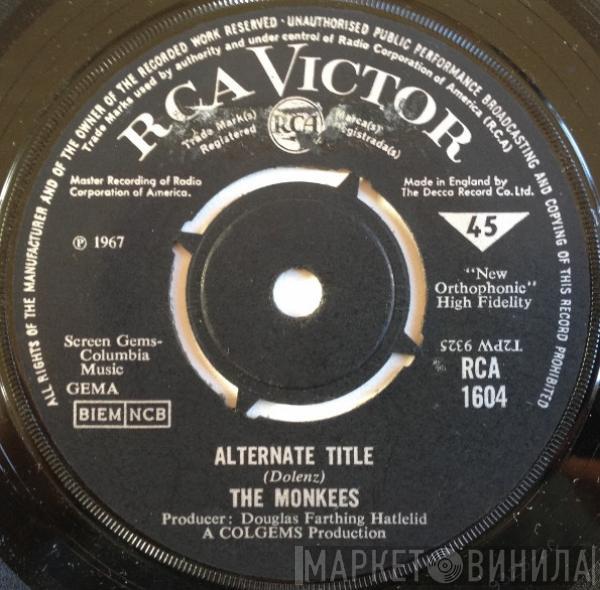 ALL RIGHTS OF THE MANUFACTURER AND OF THE OWNER OF THE RECORDED WORK RESERVED · UNAUTHORISED PUBLIC PERFORMANCE BROADCASTING AND COPYING OF THIS RECORD PROHIBITED
Trade Marks used by authority and under control of Radio Corporation of America (R.C.A)
RCA VICTOR
Trade Mark(s)
Registered
RCA
Marca(s)
egistrada(s)
Master Recording of Radio
Corporation of America.
Made in England by
The Decca Record Co. Ltd.
℗ 1967
45
"New
Orthophonic"
High Fidelity
Screen Gems-
Columbia
Music
GEMA
BIEM NCB
T2PW 9325
RCA
1604
ALTERNATE TITLE
(Dolenz)
THE MONKEES
Producer: Douglas Farthing Hatlelid
A COLGEMS Production
МАРКЕТ ВИНИЛА